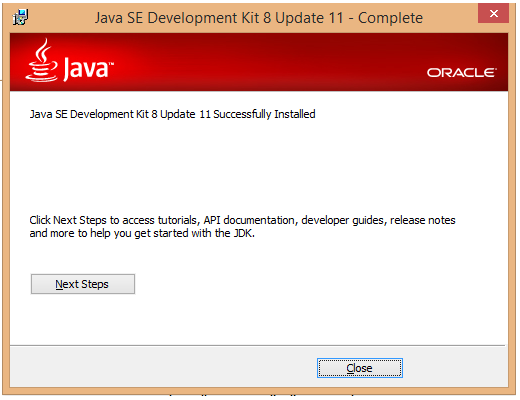 Java SE Development Kit 8 Update 11 - Complete
Java™
ORACLE
Java SE Development Kit 8 Update 11 Successfully Installed
Click Next Steps to access tutorials, API documentation, developer guides, release notes
and more to help you get started with the JDK.
Next Steps
Close